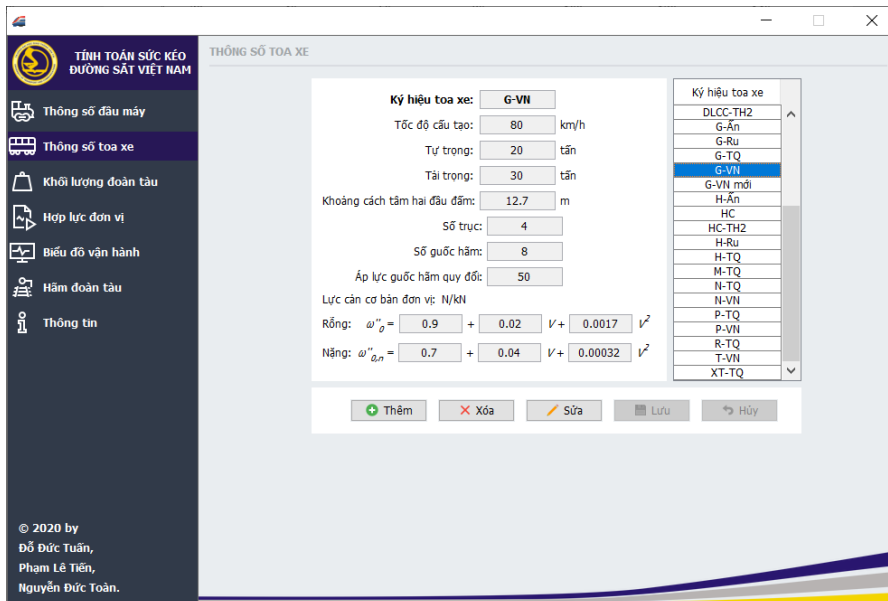 TÍNH TOÁN SỨC KÉO
ĐƯỜNG SẮT VIỆT NAM
Thông số đầu máy
Thông số toa xe
Khối lượng đoàn tàu
Hợp lực đơn vị
Biểu đồ vận hành
Hãm đoàn tàu
Thông tin
© 2020 by
Đỗ Đức Tuấn,
Phạm Lê Tiến,
Nguyễn Đức Toàn.
THÔNG SỐ TOA XE
Ký hiệu toa xe: G-VN
Tốc độ cấu tạo: 80 km/h
Tự trọng: 20 tấn
Tải trọng: 30 tấn
Khoảng cách tâm hai đầu đấm: 12.7 m
Số trục: 4
Số guốc hãm: 8
Áp lực guốc hãm quy đổi: 50
Lực cản cơ bản đơn vị: N/kN
Rỗng: ω"₀ = 0.9 + 0.02 V + 0.0017 V²
Nặng: ω"₀,ₙ = 0.7 + 0.04 V + 0.00032 V²
Ký hiệu toa xe
DLCC-TH2
G-Ấn
G-Ru
G-TQ
G-VN
G-VN mới
H-Ấn
HC
HC-TH2
H-Ru
H-TQ
M-TQ
N-TQ
N-VN
P-TQ
P-VN
R-TQ
T-VN
XT-TQ
Thêm
Xóa
Sửa
Lưu
Hủy